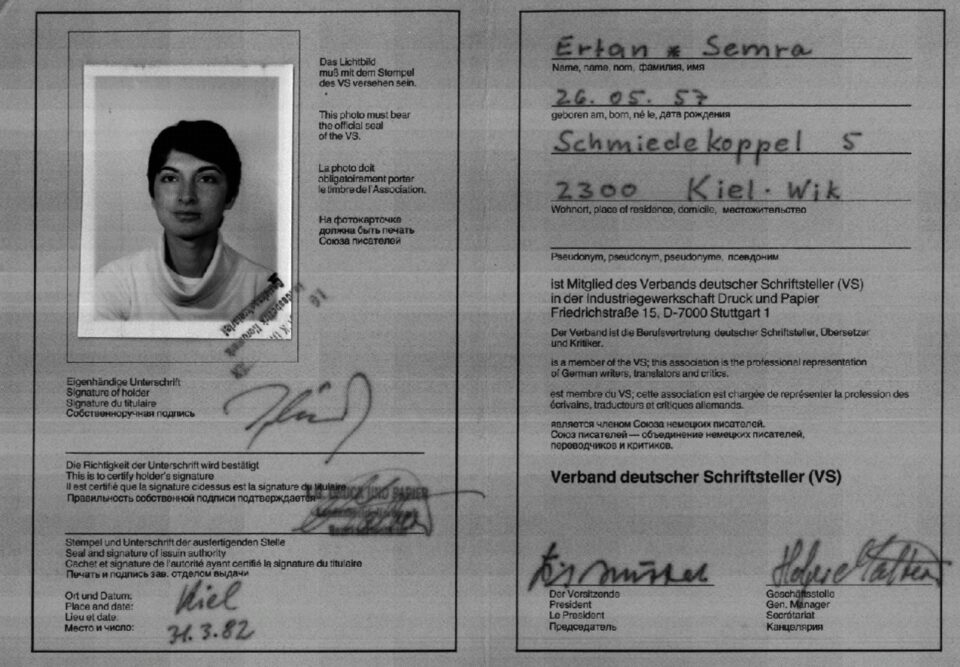 Das Lichtbild
muß mit dem Stempel
des VS versehen sein.
This photo must bear
the official seal
of the VS.
La photo doit
obligatoirement porter
le timbre de l'Association.
На фотокарточке
должна быть печать
Союза писателей
Eigenhändige Unterschrift
Signature of holder
Signature du titulaire
Собственноручная подпись
Die Richtigkeit der Unterschrift wird bestätigt
This is to certify holder's signature
Il est certifié que la signature cidessus est la signature du titulaire
Правильность собственной подписи подтверждается
DRUCK UND PAPIER
Stempel und Unterschrift der ausfertigenden Stelle
Seal and signature of issuin authority
Cachet et signature de l'autorité ayant certifié la signature du titulaire
Печать и подпись зав. отделом выдачи
Ort und Datum:
Place and date:
Lieu et date:
Место и число:
Kiel
31.3.82
Ertan * Semra
Name, name, nom, фамилия, имя
26. 05. 57
geboren am, born, né le, дата рождения
Schmiedekoppel 5
2300 Kiel - Wik
Wohnort, place of residence, domicile, местожительство
Pseudonym, pseudonym, pseudonyme, псевдоним
ist Mitglied des Verbands deutscher Schriftsteller (VS)
in der Industriegewerkschaft Druck und Papier
Friedrichstraße 15, D-7000 Stuttgart 1
Der Verband ist die Berufsvertretung deutscher Schriftsteller, Übersetzer
und Kritiker.
is a member of the VS; this association is the professional representation
of German writers, translators and critics.
est membre du VS; cette association est chargée de représenter la profession des
écrivains, traducteurs et critiques allemands.
является членом Союза немецких писателей.
Союз писателей — объединение немецких писателей,
переводчиков и критиков.
Verband deutscher Schriftsteller (VS)
Der Vorsitzende
President
Le President
Председатель
Geschäftsstelle
Gen. Manager
Secrétariat
Канцелярия